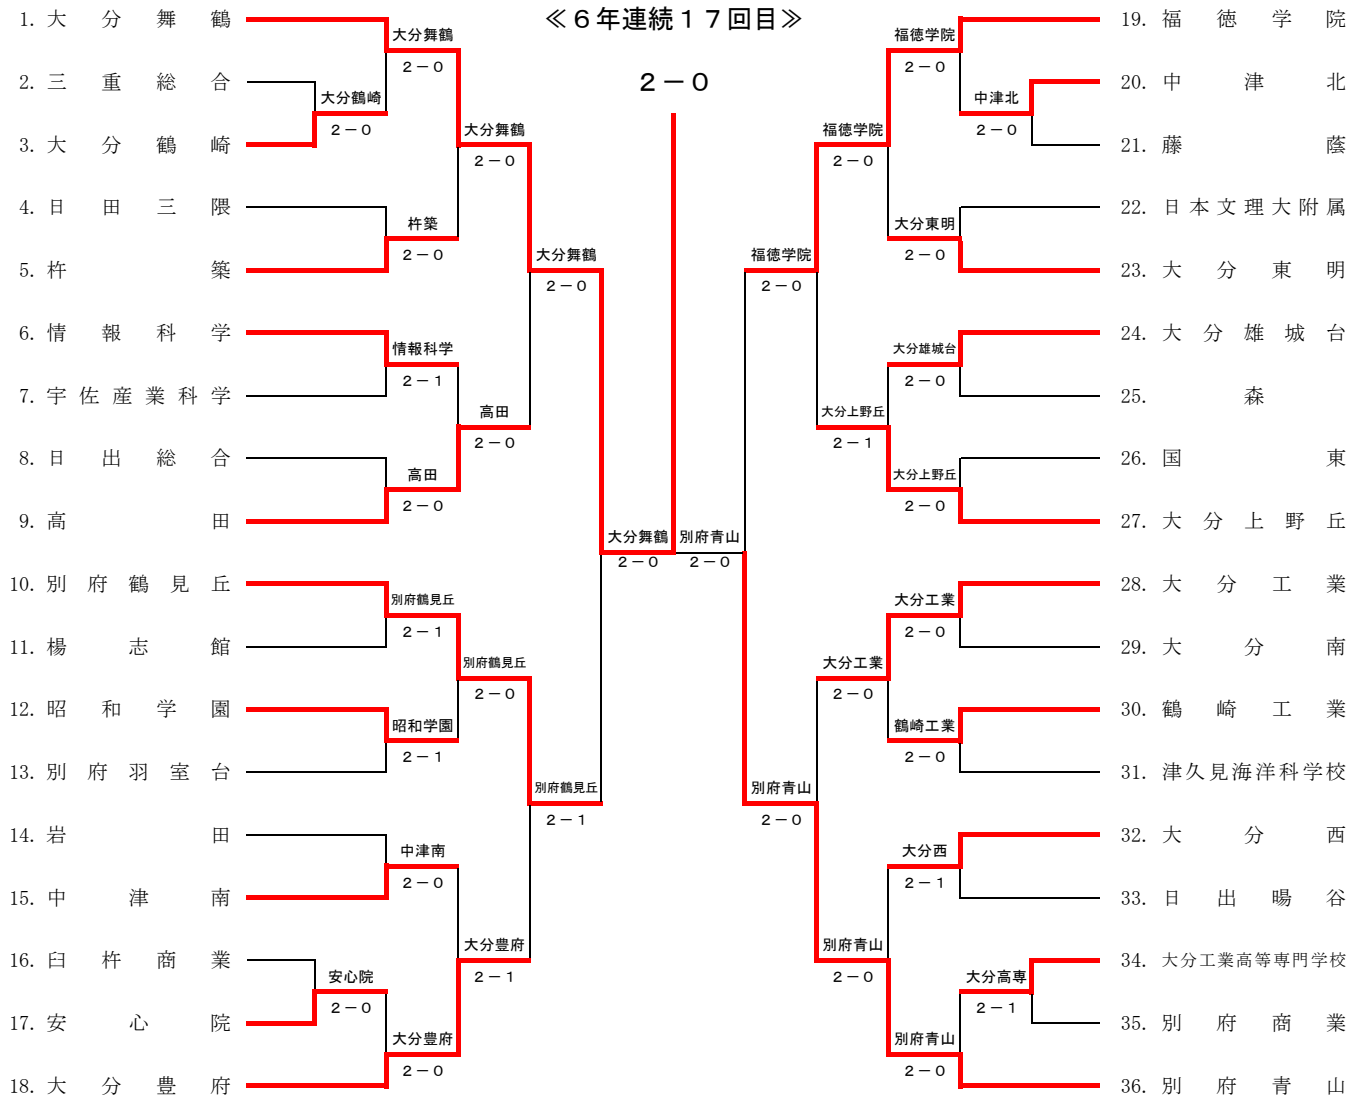 ≪６年連続１７回目≫
２－０
1. 大分舞鶴
2. 三重総合
3. 大分鶴崎
4. 日田三隈
5. 杵築
6. 情報科学
7. 宇佐産業科学
8. 日出総合
9. 高田
10. 別府鶴見丘
11. 楊志館
12. 昭和学園
13. 別府羽室台
14. 岩田
15. 中津南
16. 臼杵商業
17. 安心院
18. 大分豊府
大分鶴崎
２－０
安心院
２－０
大分舞鶴
２－０
杵築
２－０
情報科学
２－１
高田
２－０
別府鶴見丘
２－１
昭和学園
２－１
中津南
２－０
大分豊府
２－０
大分舞鶴
２－０
高田
２－０
別府鶴見丘
２－０
大分豊府
２－１
大分舞鶴
２－０
別府鶴見丘
２－１
大分舞鶴
２－０
別府青山
２－０
福徳学院
２－０
別府青山
２－０
福徳学院
２－０
大分上野丘
２－１
大分工業
２－０
別府青山
２－０
福徳学院
２－０
大分東明
２－０
大分雄城台
２－０
大分上野丘
２－０
大分工業
２－０
鶴崎工業
２－０
大分西
２－１
別府青山
２－０
中津北
２－０
大分高専
２－１
19. 福徳学院
20. 中津北
21. 藤蔭
22. 日本文理大附属
23. 大分東明
24. 大分雄城台
25. 森
26. 国東
27. 大分上野丘
28. 大分工業
29. 大分南
30. 鶴崎工業
31. 津久見海洋科学校
32. 大分西
33. 日出暘谷
34. 大分工業高等専門学校
35. 別府商業
36. 別府青山